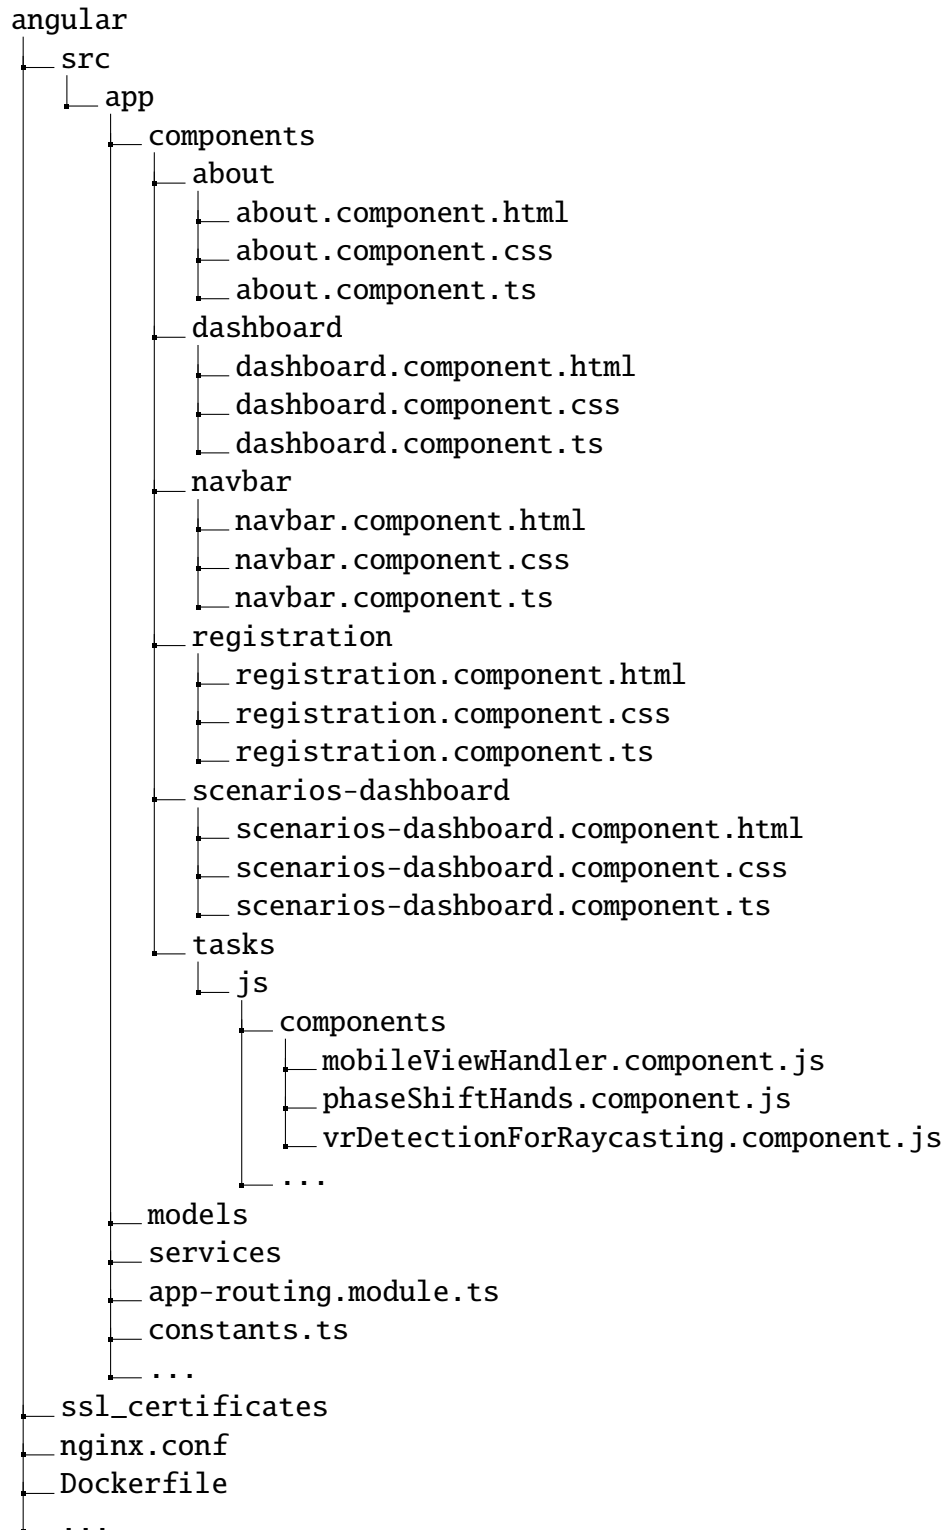 angular
src
app
components
about
about.component.html
about.component.css
about.component.ts
dashboard
dashboard.component.html
dashboard.component.css
dashboard.component.ts
navbar
navbar.component.html
navbar.component.css
navbar.component.ts
registration
registration.component.html
registration.component.css
registration.component.ts
scenarios-dashboard
scenarios-dashboard.component.html
scenarios-dashboard.component.css
scenarios-dashboard.component.ts
tasks
js
components
mobileViewHandler.component.js
phaseShiftHands.component.js
vrDetectionForRaycasting.component.js
...
models
services
app-routing.module.ts
constants.ts
...
ssl_certificates
nginx.conf
Dockerfile
...